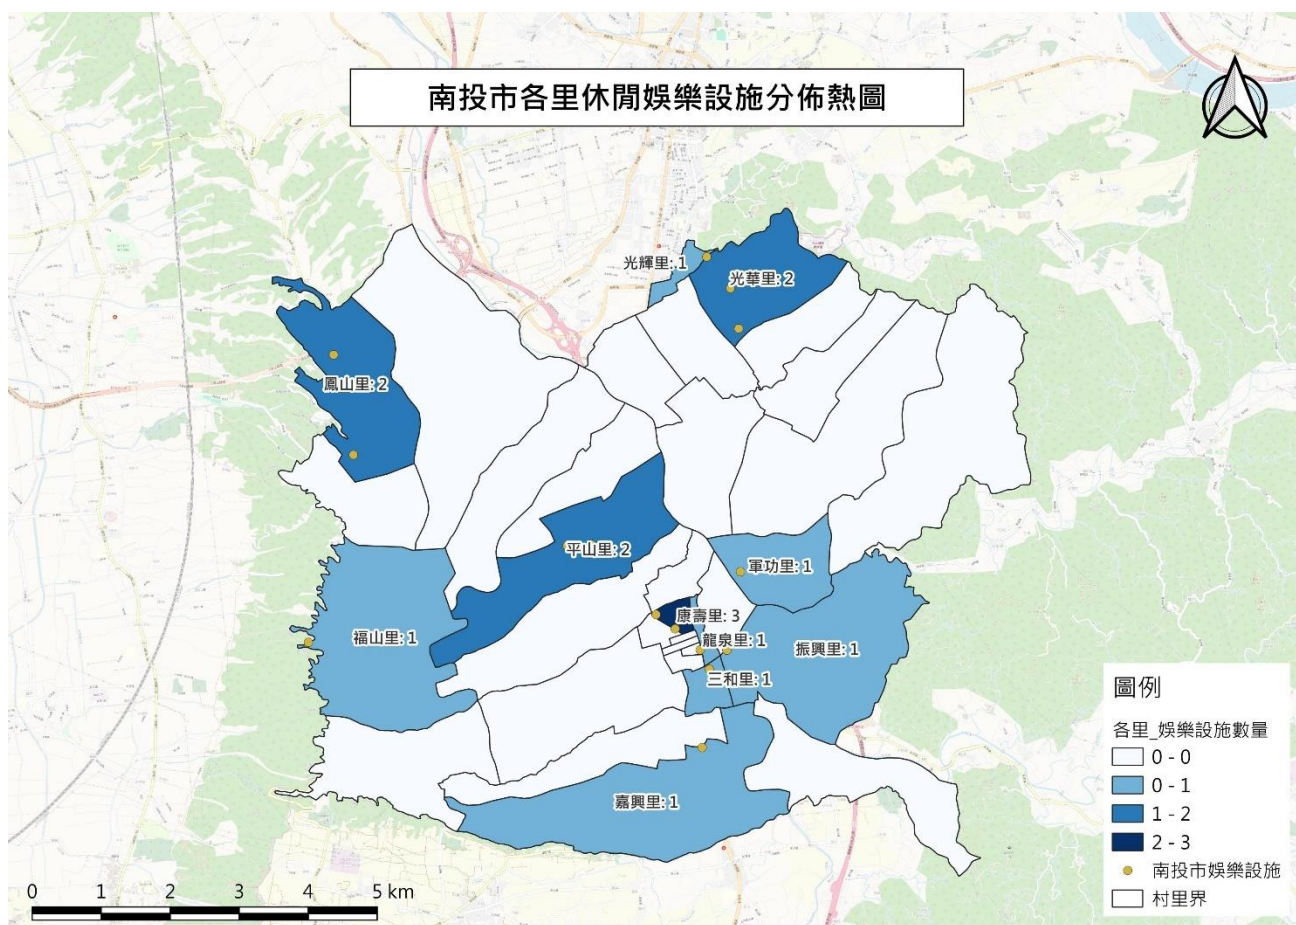 南投市各里休閒娛樂設施分佈熱圖
光輝里: 1
光華里: 2
鳳山里: 2
平山里: 2
軍功里: 1
康壽里: 3
福山里: 1
龍泉里: 1
振興里: 1
三和里: 1
嘉興里: 1
圖例
各里_娛樂設施數量
0 - 0
0 - 1
1 - 2
2 - 3
南投市娛樂設施
村里界
0 1 2 3 4 5 km